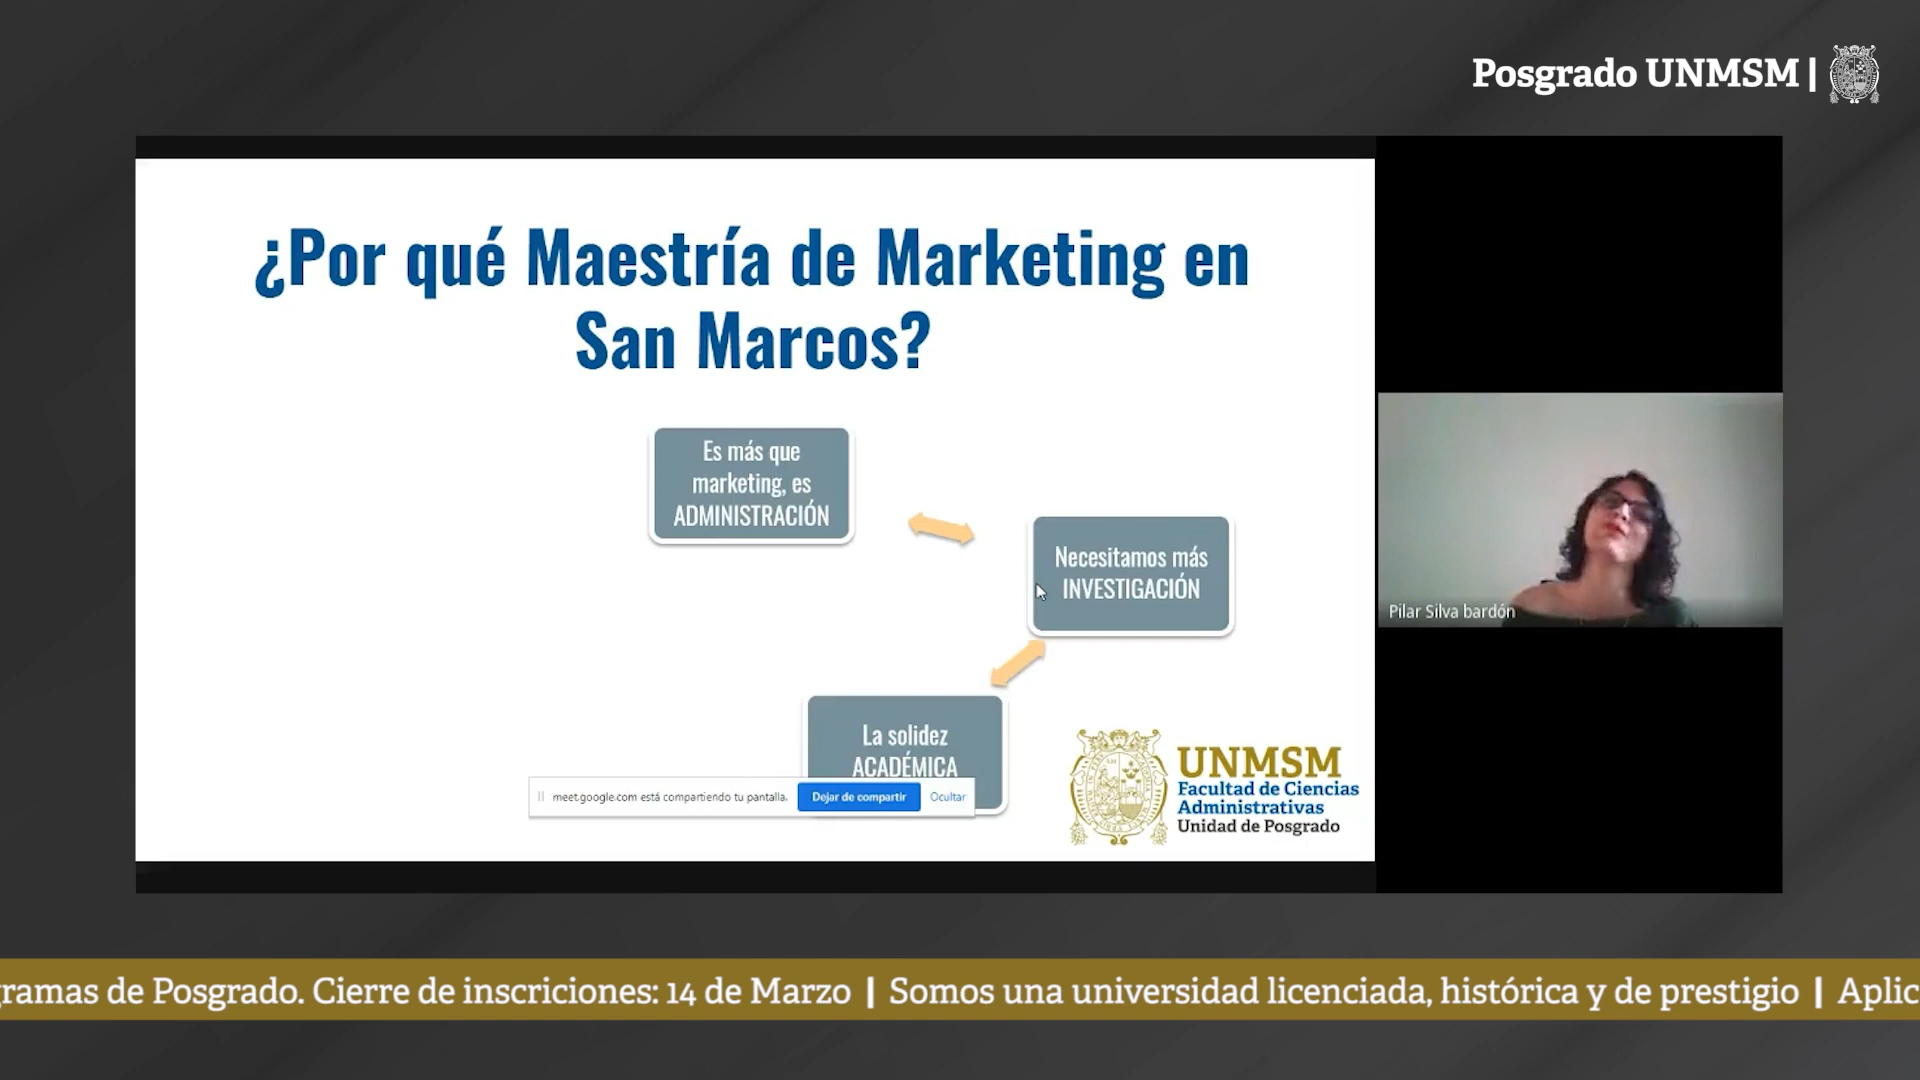 Posgrado UNMSM |
¿Por qué Maestría de Marketing en
San Marcos?
Es más que
marketing, es
ADMINISTRACIÓN
Necesitamos más
INVESTIGACIÓN
La solidez
ACADÉMICA
meet.google.com está compartiendo tu pantalla.
Dejar de compartir
Ocultar
UNMSM
Facultad de Ciencias
Administrativas
Unidad de Posgrado
Pilar Silva bardón
gramas de Posgrado. Cierre de inscriciones: 14 de Marzo | Somos una universidad licenciada, histórica y de prestigio | Aplic